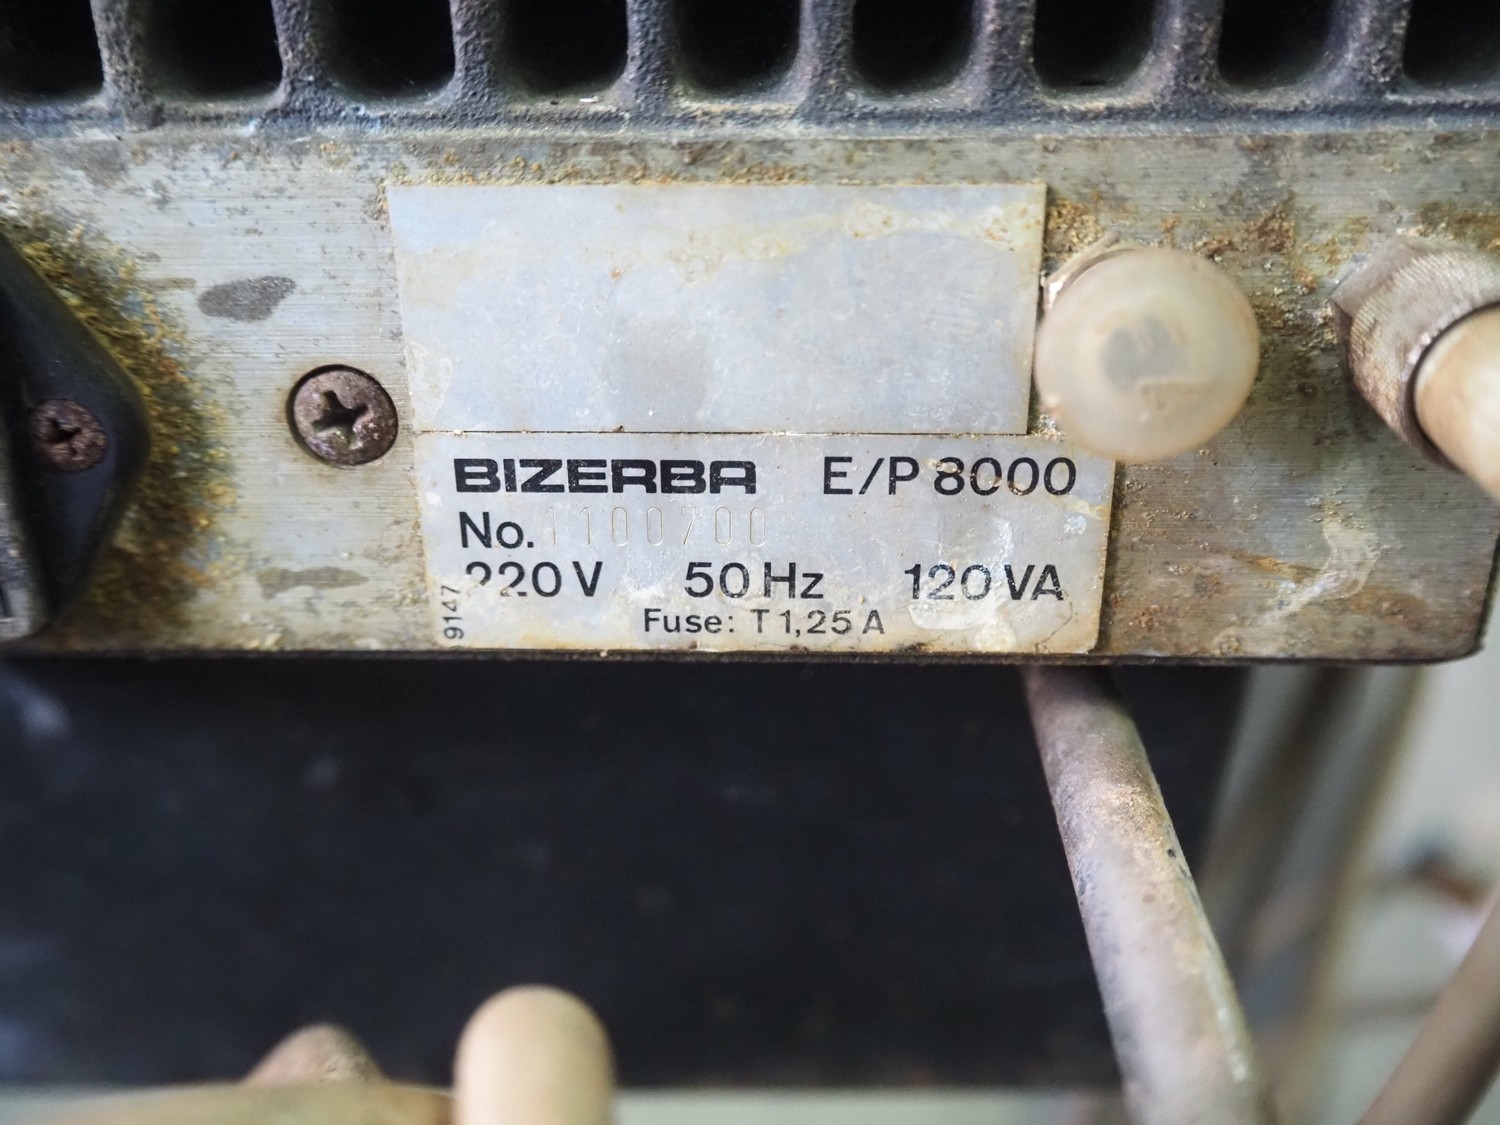 BIZERBA E/P 8000
No. 1100700
220 V 50 Hz 120 VA
Fuse: T 1,25 A
9147